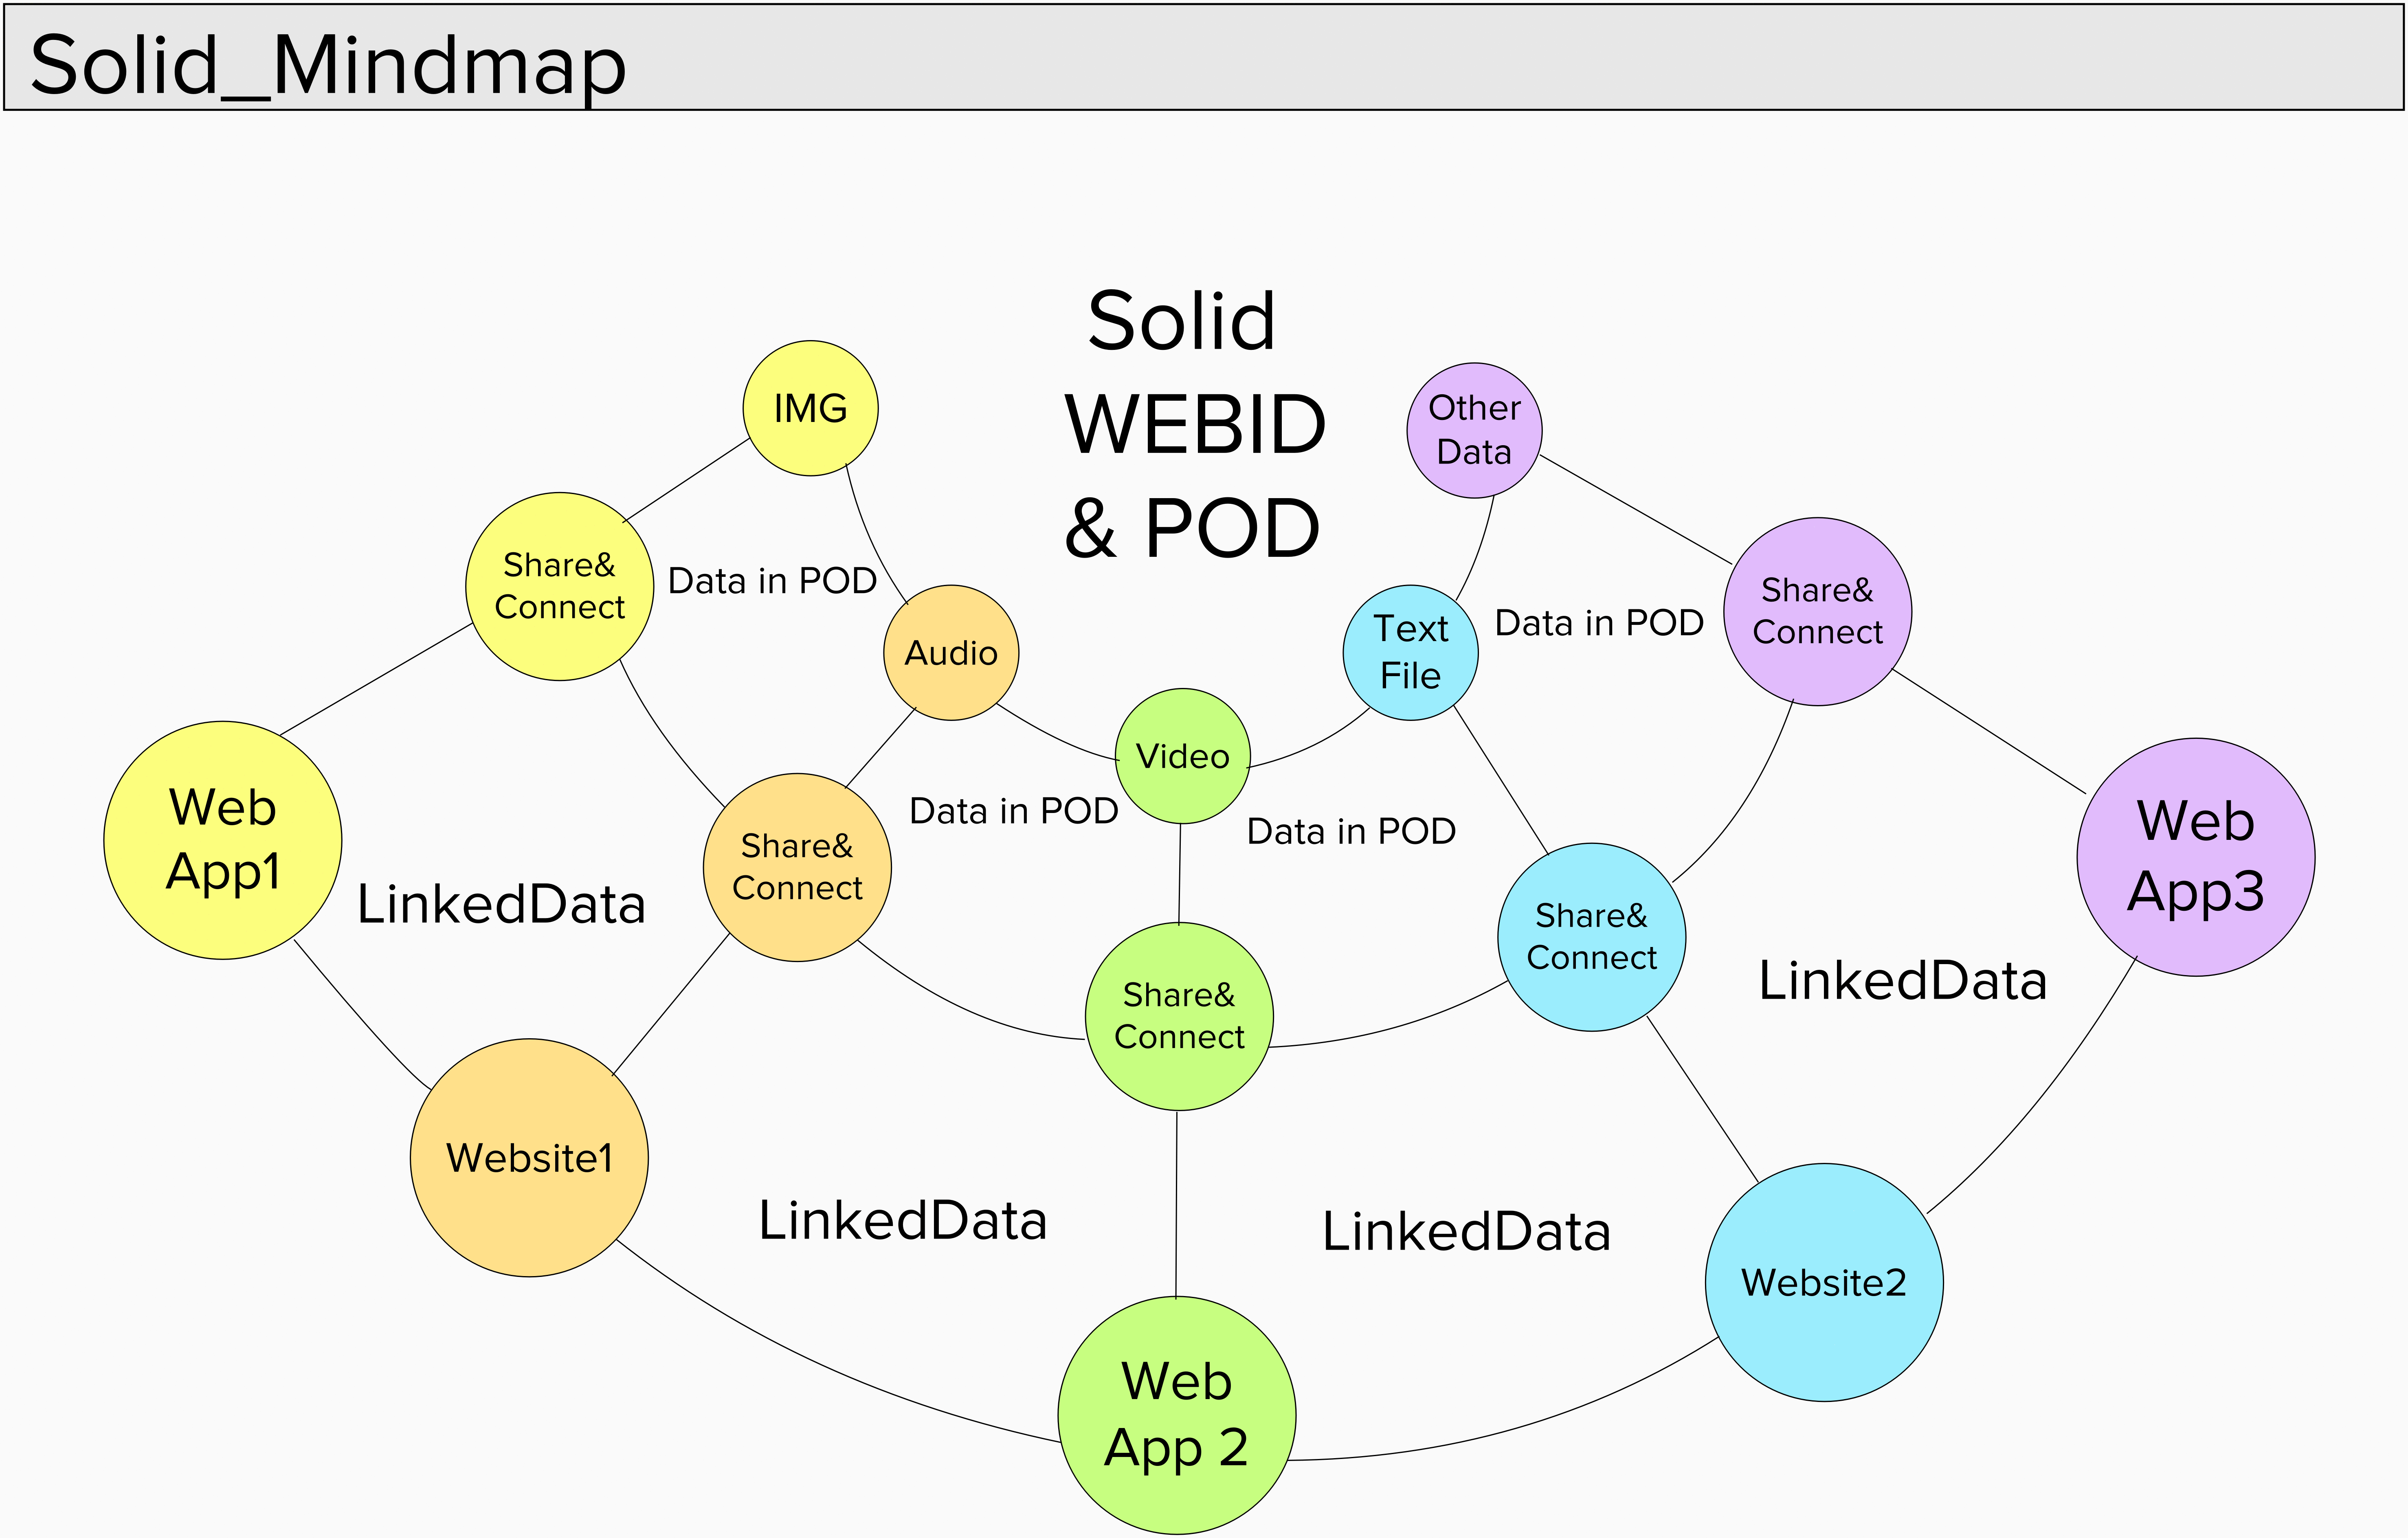 Solid_Mindmap
Solid
WEBID
& POD
IMG
Other
Data
Share&
Connect
Data in POD
Audio
Text
File
Data in POD
Share&
Connect
Video
Data in POD
Data in POD
Web
App1
LinkedData
Share&
Connect
Share&
Connect
Share&
Connect
Web
App3
LinkedData
Website1
LinkedData
LinkedData
Website2
Web
App 2